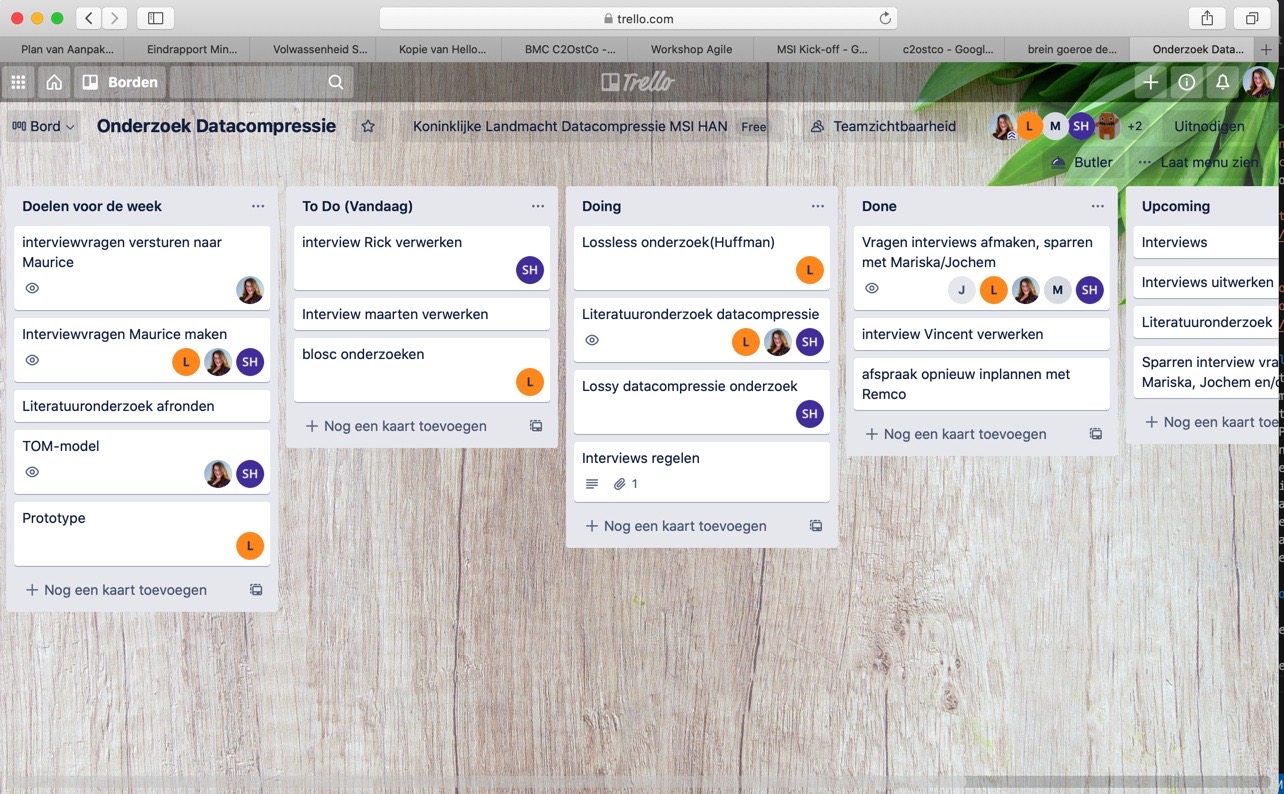 trello.com
Plan van Aanpak...
Eindrapport Min...
Volwassenheid S...
Kopie van Hello...
BMC C2OstCo -...
Workshop Agile
MSI Kick-off - G...
c2ostco - Googl...
brein goeroe de...
Onderzoek Data...
Borden
Trello
Bord
Onderzoek Datacompressie
Koninklijke Landmacht Datacompressie MSI HAN
Free
Teamzichtbaarheid
L
M
SH
+2
Uitnodigen
Butler
Laat menu zien
Doelen voor de week
interviewvragen versturen naar
Maurice
Interviewvragen Maurice maken
L
SH
Literatuuronderzoek afronden
TOM-model
SH
Prototype
L
Nog een kaart toevoegen
To Do (Vandaag)
interview Rick verwerken
SH
Interview maarten verwerken
blosc onderzoeken
L
Nog een kaart toevoegen
Doing
Lossless onderzoek(Huffman)
L
Literatuuronderzoek datacompressie
L
SH
Lossy datacompressie onderzoek
SH
Interviews regelen
1
Nog een kaart toevoegen
Done
Vragen interviews afmaken, sparren
met Mariska/Jochem
J
L
M
SH
interview Vincent verwerken
afspraak opnieuw inplannen met
Remco
Nog een kaart toevoegen
Upcoming
Interviews
Interviews uitwerken
Literatuuronderzoek
Sparren interview vra
Mariska, Jochem en/o
Nog een kaart toe